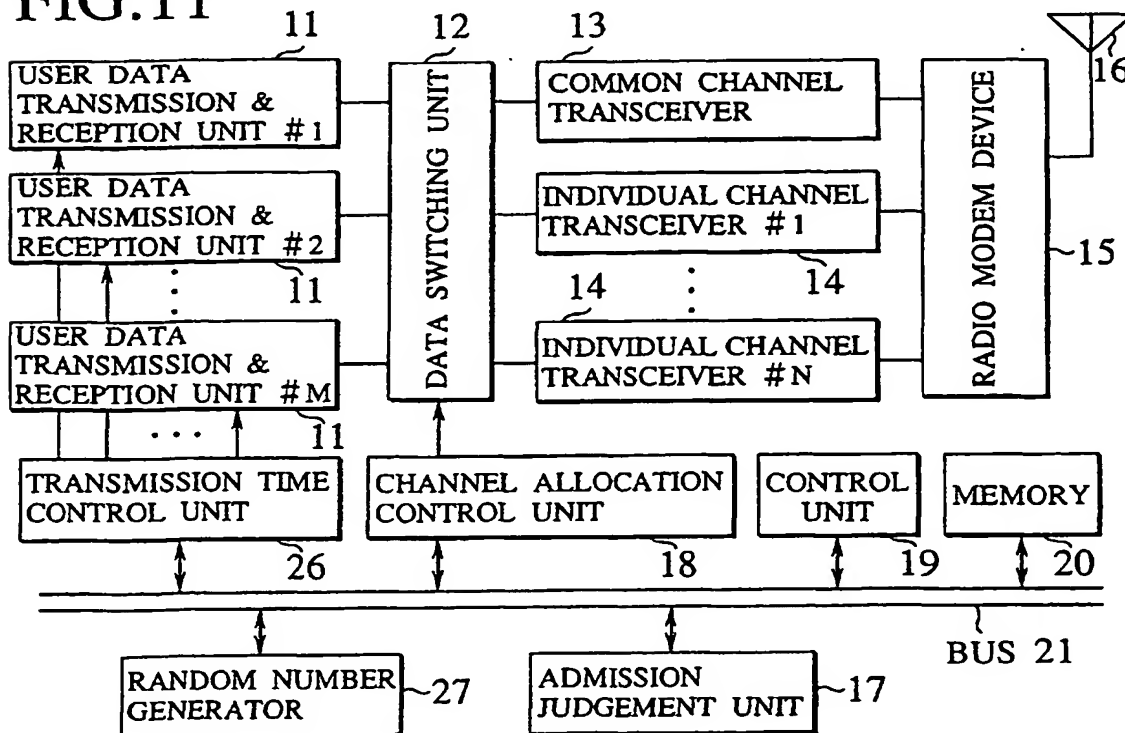 FIG.11
11
12
13
14
16
USER DATA
TRANSMISSION &
RECEPTION UNIT #1
DATA SWITCHING UNIT
COMMON CHANNEL
TRANSCEIVER
RADIO MODEM DEVICE
USER DATA
TRANSMISSION &
RECEPTION UNIT #2
INDIVIDUAL CHANNEL
TRANSCEIVER #1
15
11
14
14
USER DATA
TRANSMISSION &
RECEPTION UNIT #M
INDIVIDUAL CHANNEL
TRANSCEIVER #N
11
TRANSMISSION TIME
CONTROL UNIT
CHANNEL ALLOCATION
CONTROL UNIT
CONTROL
UNIT
MEMORY
26
18
19
20
BUS 21
RANDOM NUMBER
GENERATOR
27
ADMISSION
JUDGEMENT UNIT
17